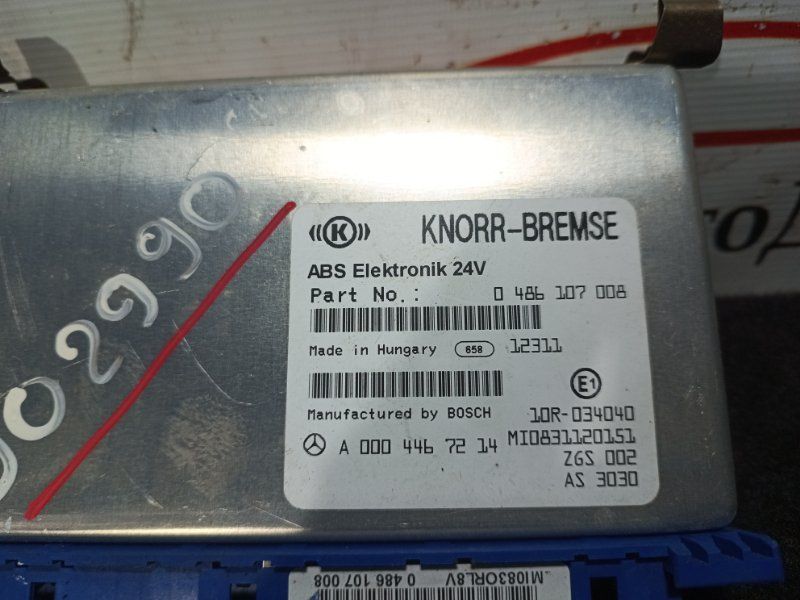 K KNORR-BREMSE
ABS Elektronik 24V
Part No.: 0 486 107 008
Made in Hungary 658 12311
E1
Manufactured by BOSCH 10R-034040
A 000 446 72 14 MI0831120151
ZGS 002
AS 3030
002990
MI0830RL8V
0 486 107 008